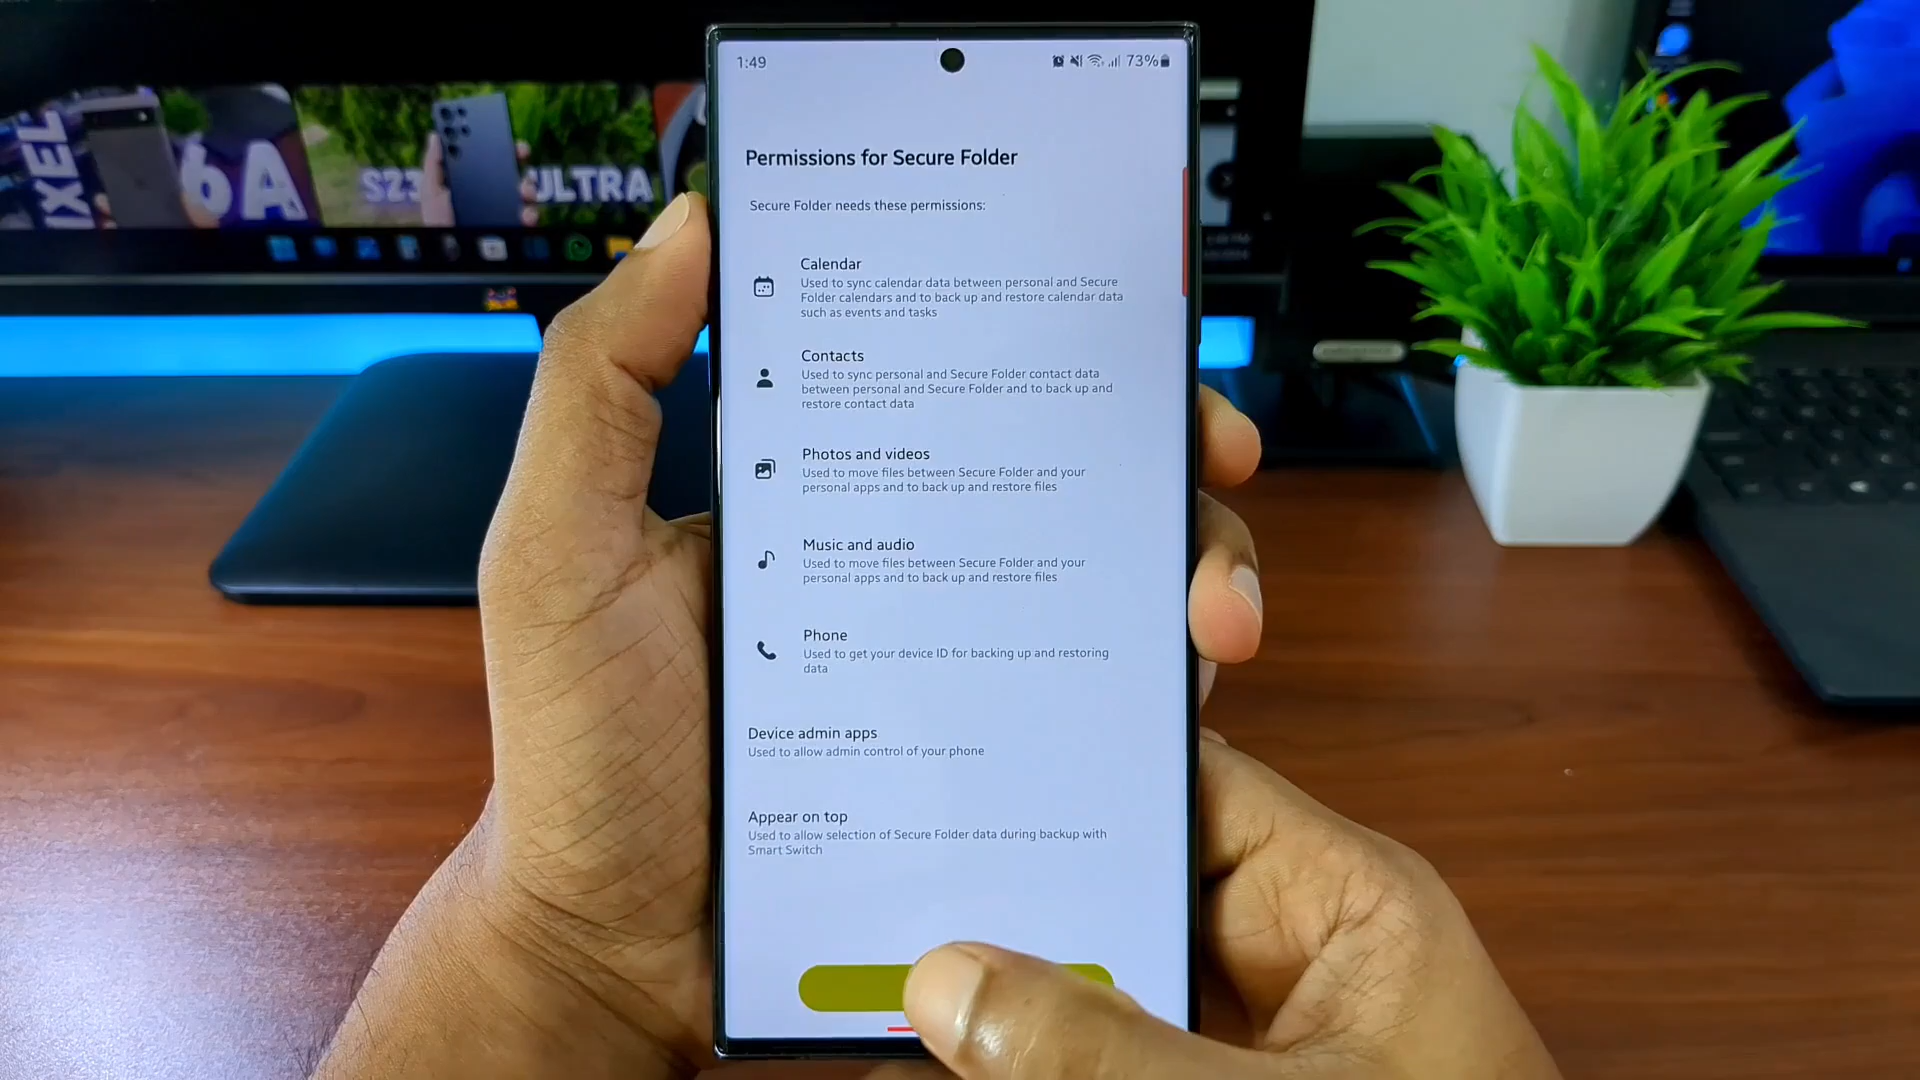 1:49
73%
Permissions for Secure Folder
Secure Folder needs these permissions:
Calendar
Used to sync calendar data between personal and Secure
Folder calendars and to back up and restore calendar data
such as events and tasks
Contacts
Used to sync personal and Secure Folder contact data
between personal and Secure Folder and to back up and
restore contact data
Photos and videos
Used to move files between Secure Folder and your
personal apps and to back up and restore files
Music and audio
Used to move files between Secure Folder and your
personal apps and to back up and restore files
Phone
Used to get your device ID for backing up and restoring
data
Device admin apps
Used to allow admin control of your phone
Appear on top
Used to allow selection of Secure Folder data during backup with
Smart Switch
IXEL
6A
S23
ULTRA